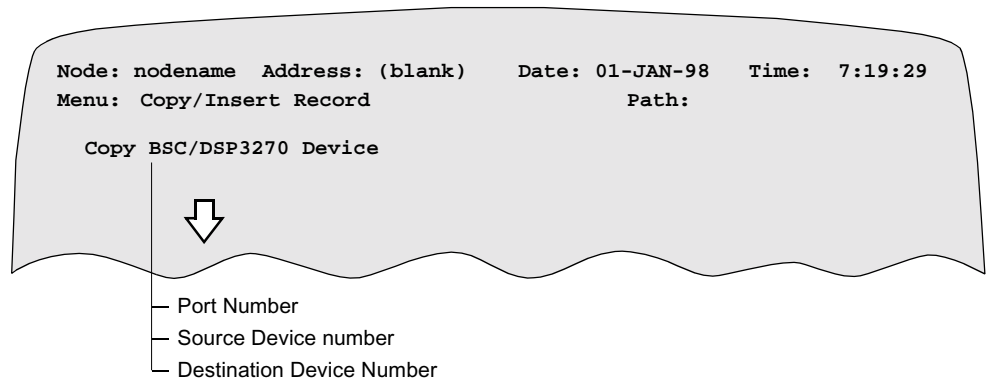 Node: nodename Address: (blank) Date: 01-JAN-98 Time: 7:19:29
Menu: Copy/Insert Record Path:
Copy BSC/DSP3270 Device
Port Number
Source Device number
Destination Device Number